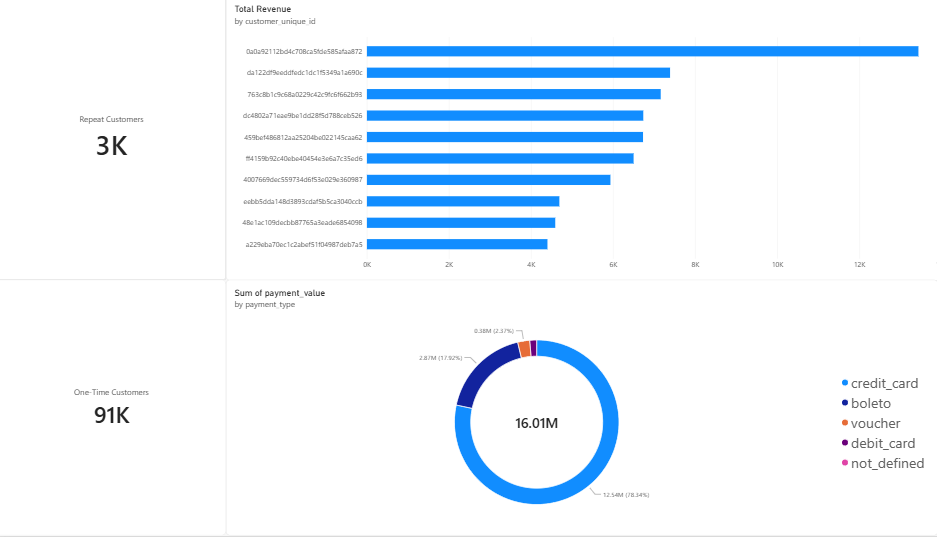 Repeat Customers
3K
One-Time Customers
91K
Total Revenue
by customer_unique_id
0a0a92112bd4c708ca5fde585afaa872
da122df9eeddfedc1dc1f5349a1a690c
763c8b1c9c68a0229c42c9fc6f662b93
dc4802a71eae9be1dd28f5d788ceb526
459bef486812aa25204be022145caa62
ff4159b92c40ebe40454e3e6a7c35ed6
4007669dec559734d6f53e029e360987
eebb5dda148d3893cdaf5b5ca3040ccb
48e1ac109decbb87765a3eade6854098
a229eba70ec1c2abef51f04987deb7a5
0K 2K 4K 6K 8K 10K 12K
Sum of payment_value
by payment_type
0.38M (2.37%)
2.87M (17.92%)
16.01M
12.54M (78.34%)
credit_card
boleto
voucher
debit_card
not_defined